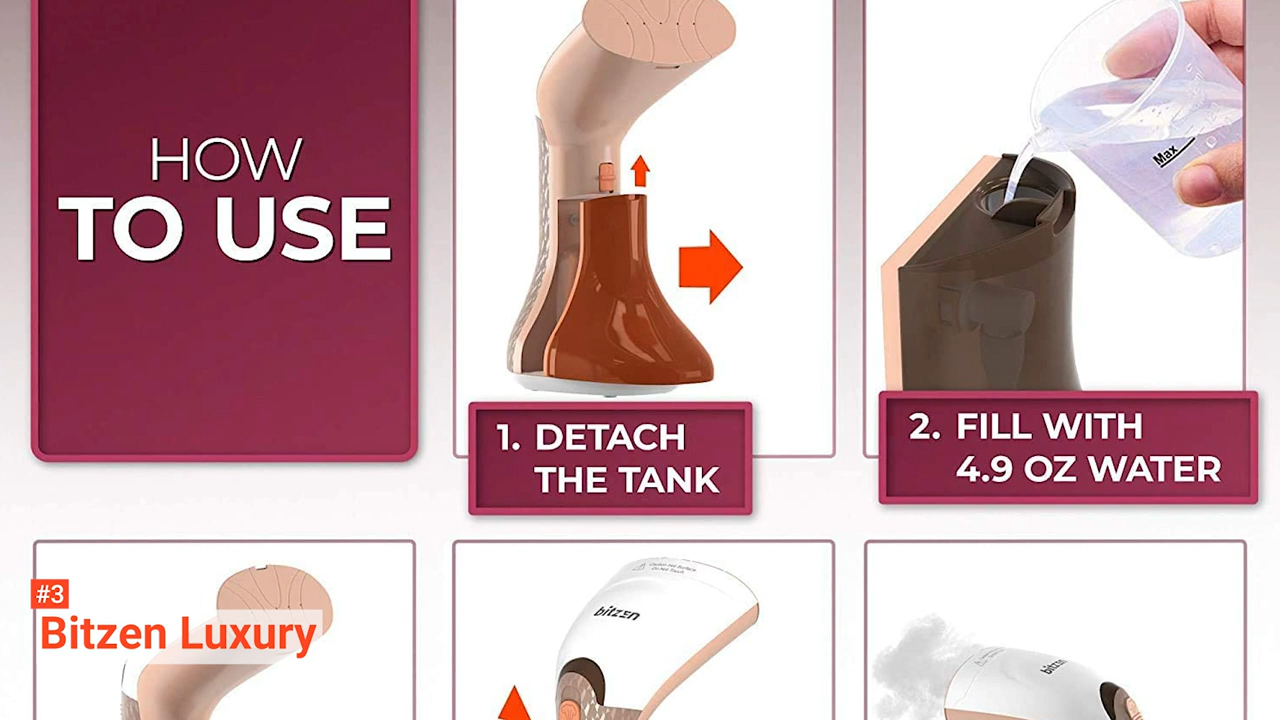 HOW
TO USE
1. DETACH
THE TANK
Max
2. FILL WITH
4.9 OZ WATER
#3
Bitzen Luxury
bitzen
bitzen